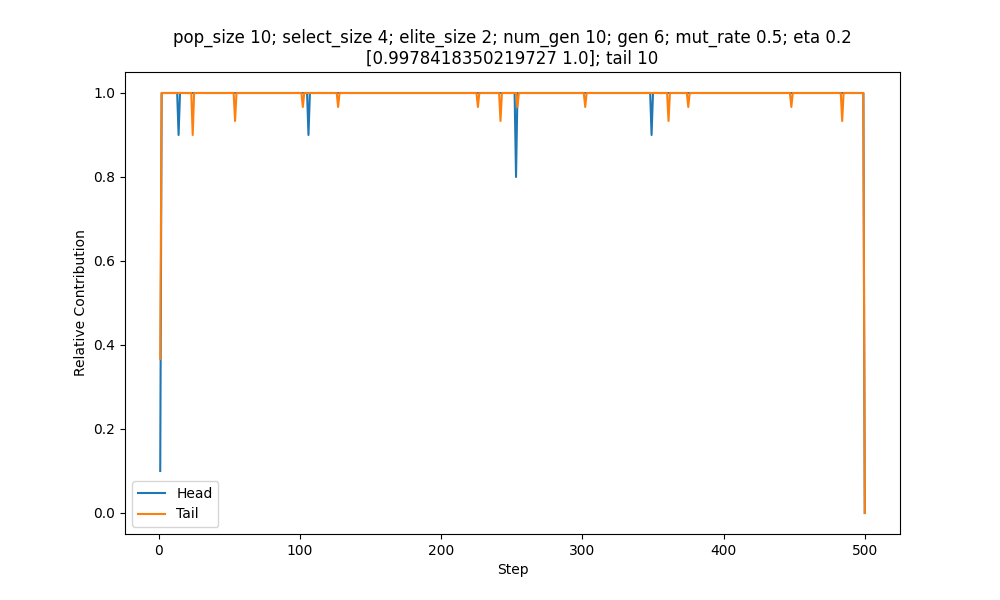 pop_size 10; select_size 4; elite_size 2; num_gen 10; gen 6; mut_rate 0.5; eta 0.2
[0.9978418350219727 1.0]; tail 10
Relative Contribution
1.0
0.8
0.6
0.4
0.2
0.0
Head
Tail
0 100 200 300 400 500
Step